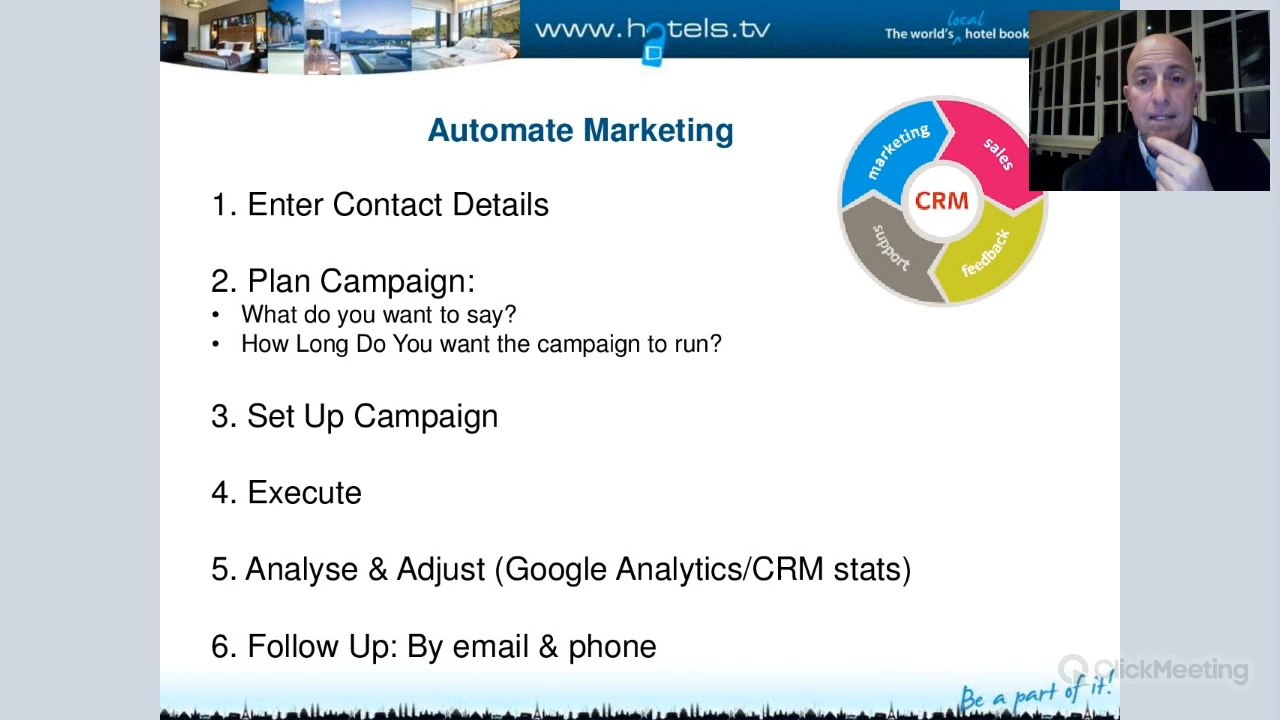 www.hotels.tv
The world's local hotel book
Automate Marketing
marketing
sales
CRM
support
feedback
1. Enter Contact Details
2. Plan Campaign:
• What do you want to say?
• How Long Do You want the campaign to run?
3. Set Up Campaign
4. Execute
5. Analyse & Adjust (Google Analytics/CRM stats)
6. Follow Up: By email & phone
ClickMeeting
Be a part of it!